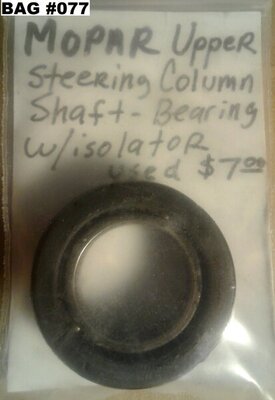 BAG #077
MOPAR Upper
Steering Column
Shaft-Bearing
w/isolator
used $7.00